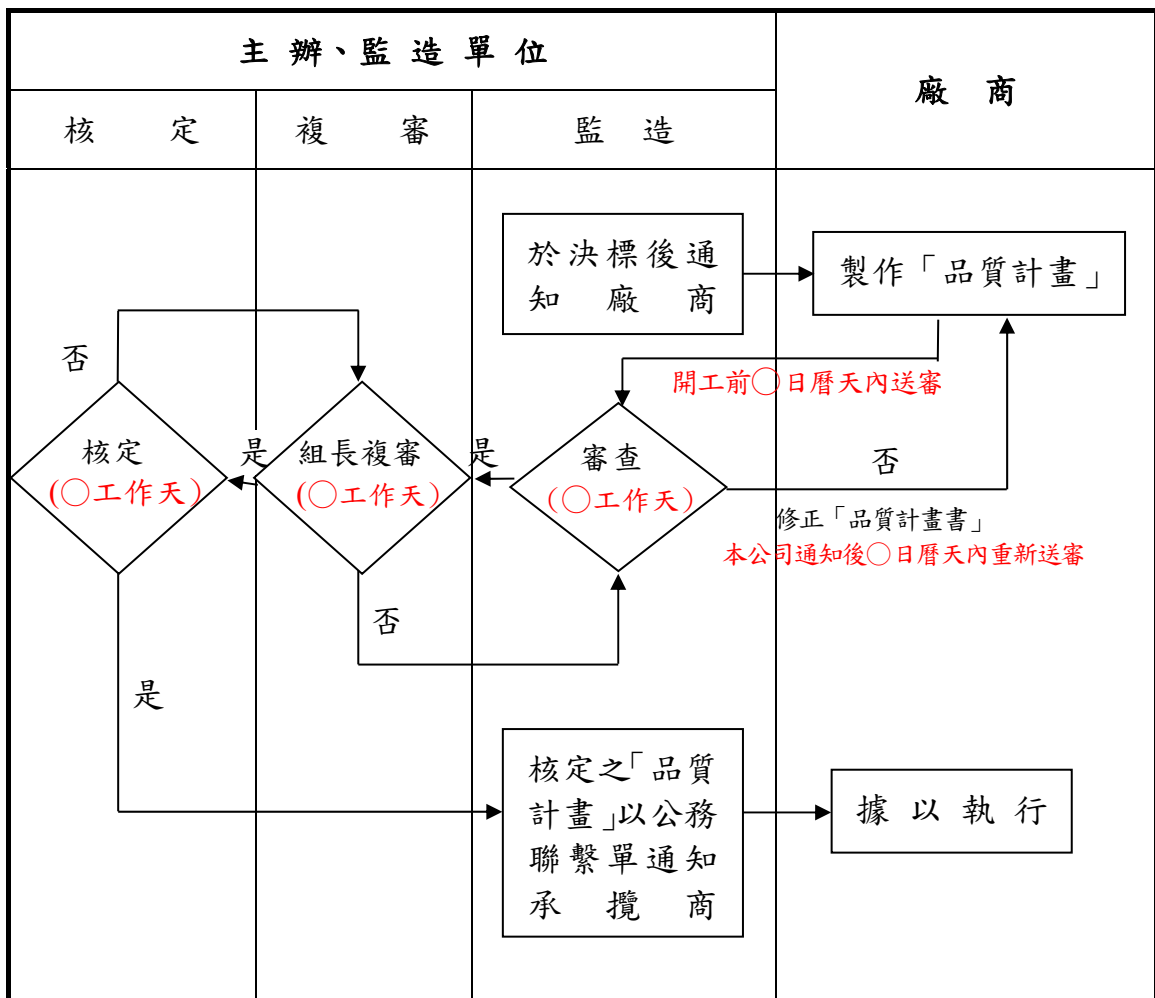 主辦、監造單位
廠商
核定
複審
監造
於決標後通
知廠商
製作「品質計畫」
否
開工前◯日曆天內送審
核定
(◯工作天)
是
組長複審
(◯工作天)
是
審查
(◯工作天)
否
修正「品質計畫書」
本公司通知後◯日曆天內重新送審
否
是
核定之「品質
計畫」以公務
聯繫單通知
承攬商
據以執行